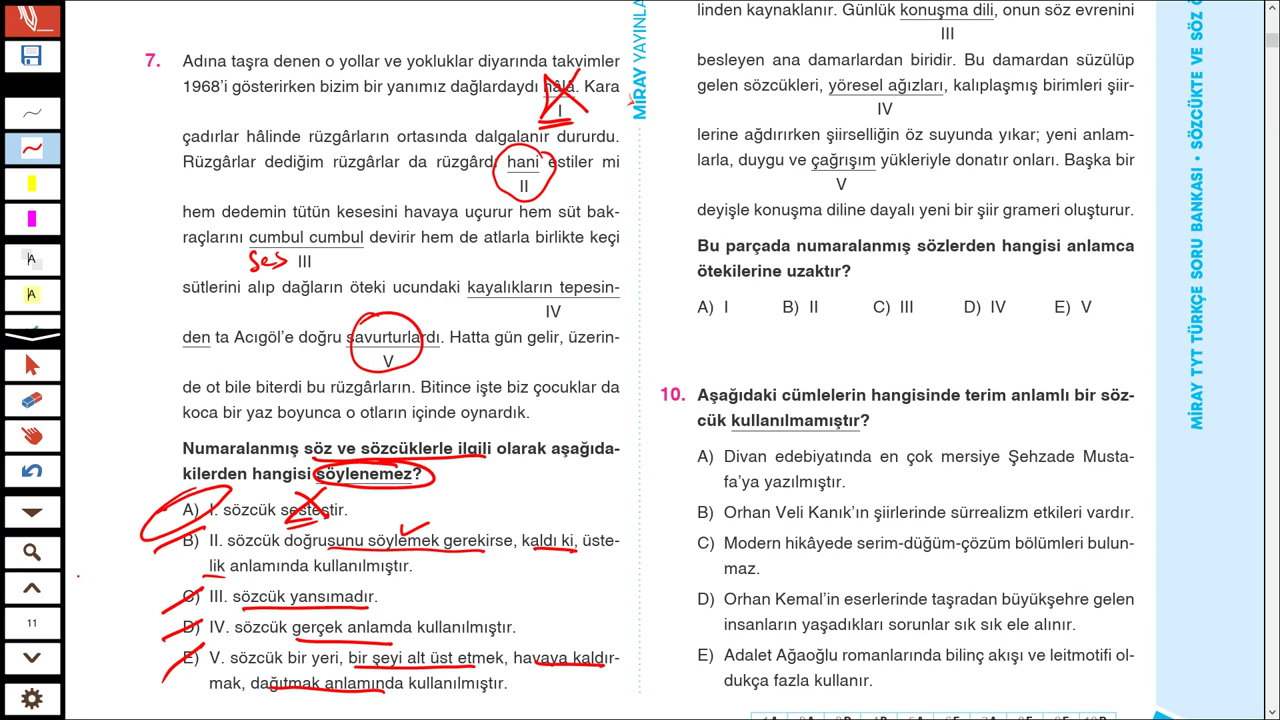 7. Adına taşra denen o yollar ve yokluklar diyarında takvimler
1968'i gösterirken bizim bir yanımız dağlardaydı hâlâ. Kara
I
çadırlar hâlinde rüzgârların ortasında dalgalanır dururdu.
Rüzgârlar dediğim rüzgârlar da rüzgârdı hani estiler mi
II
hem dedemin tütün kesesini havaya uçurur hem süt bak-
raçlarını cumbul cumbul devirir hem de atlarla birlikte keçi
ses III
sütlerini alıp dağların öteki ucundaki kayalıkların tepesin-
IV
den ta Acıgöl'e doğru savurturlardı. Hatta gün gelir, üzerin-
V
de ot bile biterdi bu rüzgârların. Bitince işte biz çocuklar da
koca bir yaz boyunca o otların içinde oynardık.
Numaralanmış söz ve sözcüklerle ilgili olarak aşağıda-
kilerden hangisi söylenemez?
A) I. sözcük sesteştir.
B) II. sözcük doğrusunu söylemek gerekirse, kaldı ki, üste-
lik anlamında kullanılmıştır.
C) III. sözcük yansımadır.
D) IV. sözcük gerçek anlamda kullanılmıştır.
E) V. sözcük bir yeri, bir şeyi alt üst etmek, havaya kaldır-
mak, dağıtmak anlamında kullanılmıştır.
MİRAY YAYINLA
linden kaynaklanır. Günlük konuşma dili, onun söz evrenini
III
besleyen ana damarlardan biridir. Bu damardan süzülüp
gelen sözcükleri, yöresel ağızları, kalıplaşmış birimleri şiir-
IV
lerine ağdırırken şiirselliğin öz suyunda yıkar; yeni anlam-
larla, duygu ve çağrışım yükleriyle donatır onları. Başka bir
V
deyişle konuşma diline dayalı yeni bir şiir grameri oluşturur.
Bu parçada numaralanmış sözlerden hangisi anlamca
ötekilerine uzaktır?
A) I B) II C) III D) IV E) V
10. Aşağıdaki cümlelerin hangisinde terim anlamlı bir söz-
cük kullanılmamıştır?
A) Divan edebiyatında en çok mersiye Şehzade Musta-
fa'ya yazılmıştır.
B) Orhan Veli Kanık'ın şiirlerinde sürrealizm etkileri vardır.
C) Modern hikâyede serim-düğüm-çözüm bölümleri bulun-
maz.
D) Orhan Kemal'in eserlerinde taşradan büyükşehre gelen
insanların yaşadıkları sorunlar sık sık ele alınır.
E) Adalet Ağaoğlu romanlarında bilinç akışı ve leitmotifi ol-
dukça fazla kullanır.
MİRAY TYT TÜRKÇE SORU BANKASI • SÖZCÜKTE VE SÖZ
A
A
11